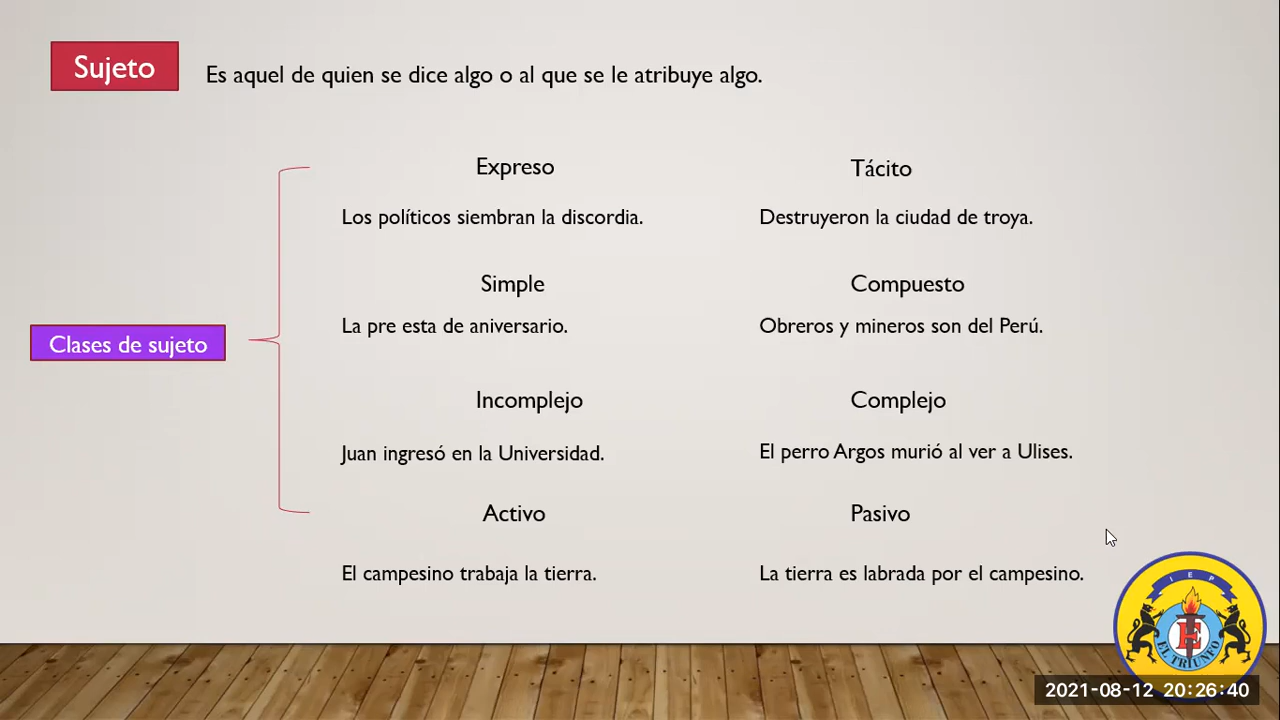 Sujeto
Es aquel de quien se dice algo o al que se le atribuye algo.
Expreso
Tácito
Los políticos siembran la discordia.
Destruyeron la ciudad de troya.
Simple
Compuesto
La pre esta de aniversario.
Obreros y mineros son del Perú.
Clases de sujeto
Incomplejo
Complejo
Juan ingresó en la Universidad.
El perro Argos murió al ver a Ulises.
Activo
Pasivo
El campesino trabaja la tierra.
La tierra es labrada por el campesino.
I E P
E
EL TRIUNFO
2021-08-12 20:26:40